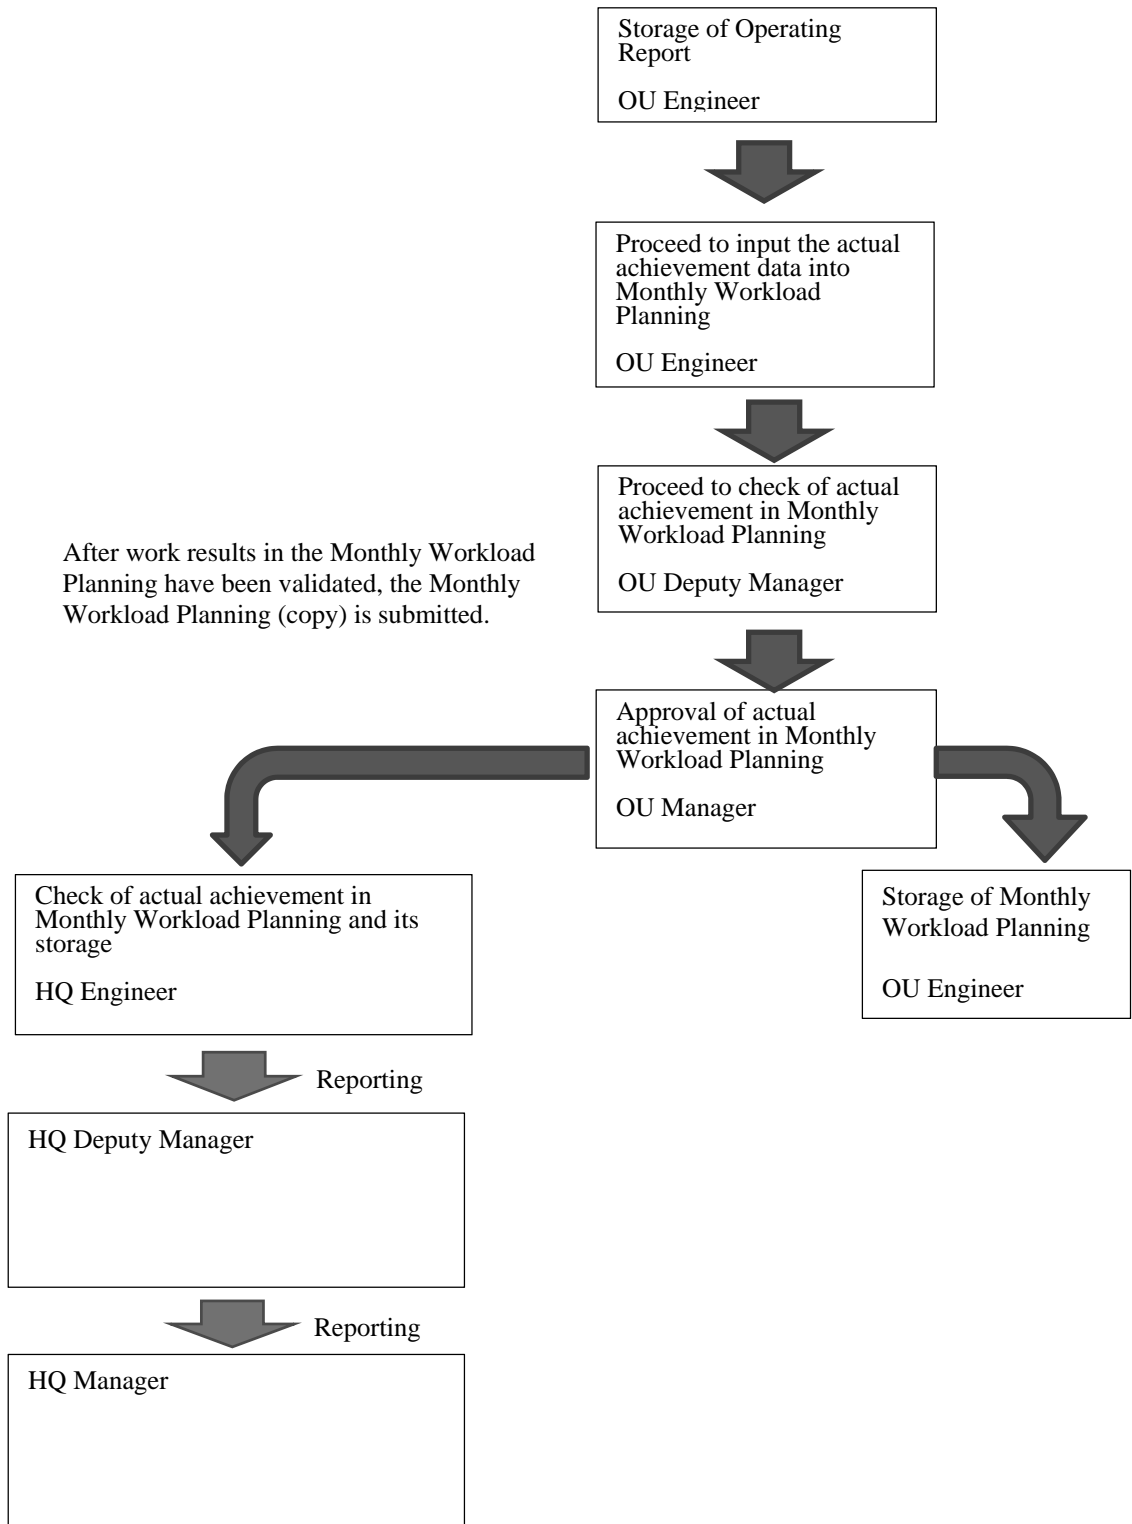 Storage of Operating
Report
OU Engineer
Proceed to input the actual
achievement data into
Monthly Workload
Planning
OU Engineer
Proceed to check of actual
achievement in Monthly
Workload Planning
OU Deputy Manager
After work results in the Monthly Workload
Planning have been validated, the Monthly
Workload Planning (copy) is submitted.
Approval of actual
achievement in Monthly
Workload Planning
OU Manager
Check of actual achievement in
Monthly Workload Planning and its
storage
HQ Engineer
Storage of Monthly
Workload Planning
OU Engineer
Reporting
HQ Deputy Manager
Reporting
HQ Manager